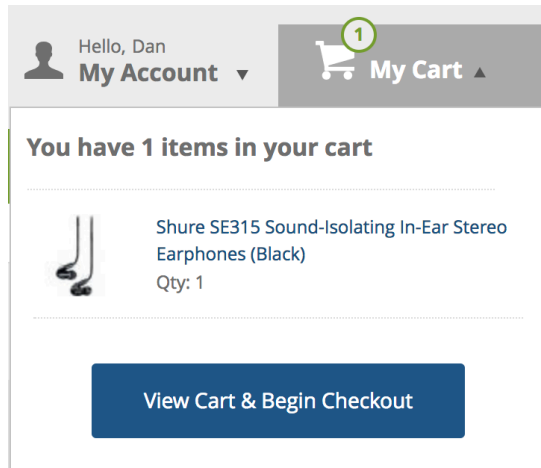 Hello, Dan
My Account ▼
1
My Cart ▲
You have 1 items in your cart
Shure SE315 Sound-Isolating In-Ear Stereo
Earphones (Black)
Qty: 1
View Cart & Begin Checkout